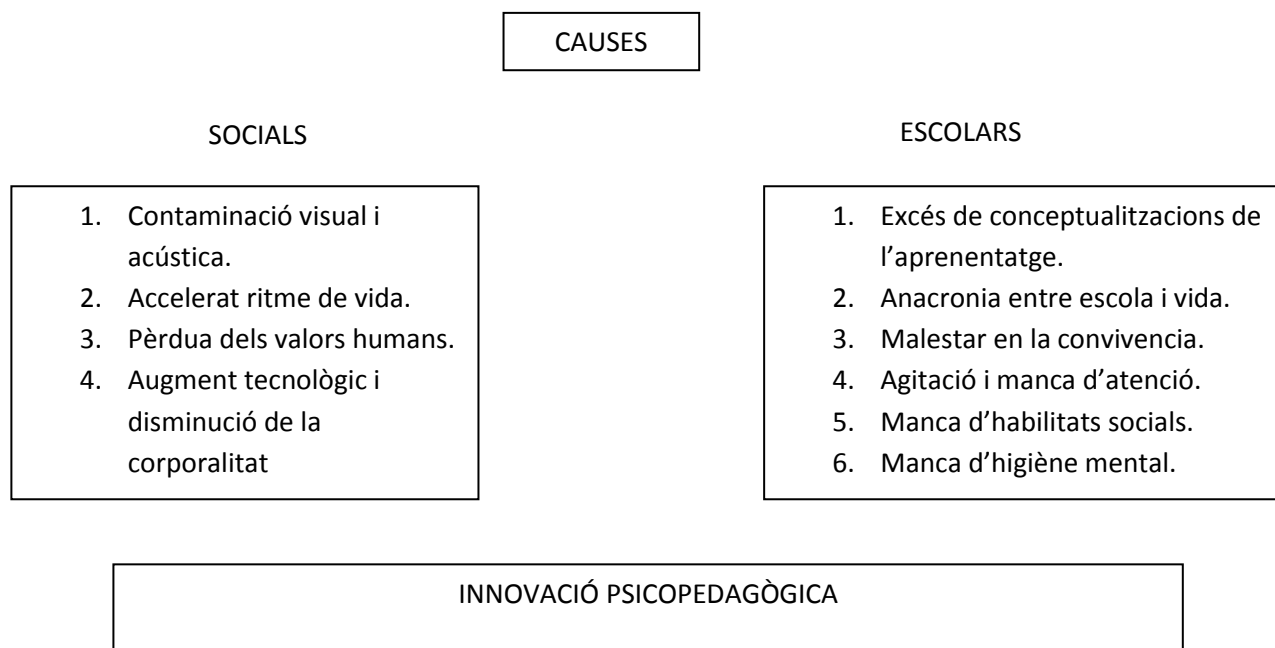 CAUSES
SOCIALS
ESCOLARS
1. Contaminació visual i
acústica.
2. Accelerat ritme de vida.
3. Pèrdua dels valors humans.
4. Augment tecnològic i
disminució de la
corporalitat
1. Excés de conceptualitzacions de
l’aprenentatge.
2. Anacronia entre escola i vida.
3. Malestar en la convivencia.
4. Agitació i manca d’atenció.
5. Manca d’habilitats socials.
6. Manca d’higiène mental.
INNOVACIÓ PSICOPEDAGÒGICA